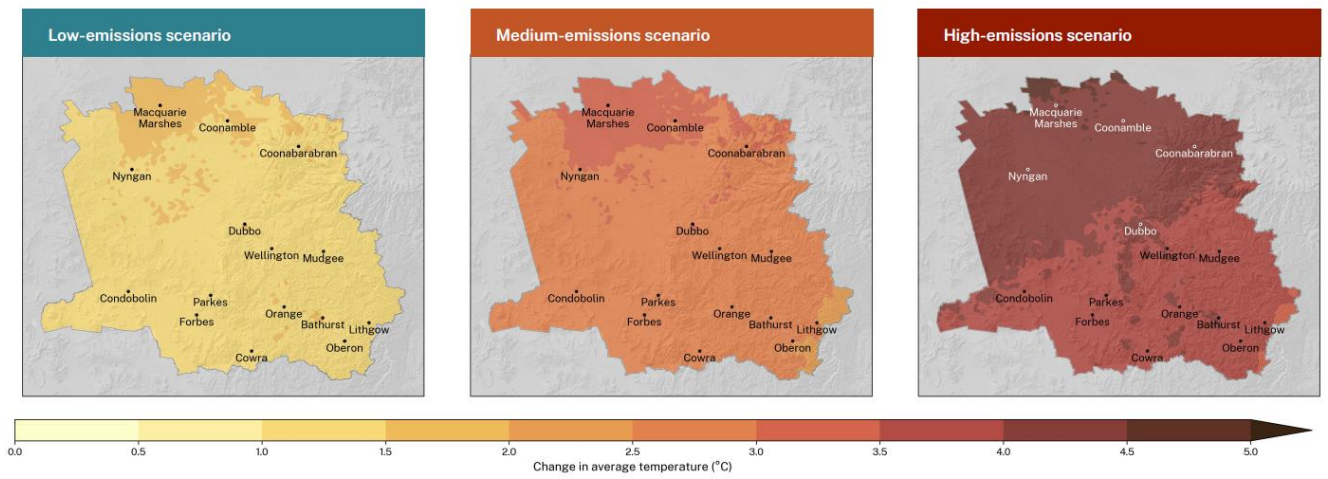 Low-emissions scenario
Macquarie
Marshes
Coonamble
Coonabarabran
Nyngan
Dubbo
Wellington
Mudgee
Condobolin
Parkes
Forbes
Orange
Bathurst
Lithgow
Oberon
Cowra
Medium-emissions scenario
Macquarie
Marshes
Coonamble
Coonabarabran
Nyngan
Dubbo
Wellington
Mudgee
Condobolin
Parkes
Forbes
Orange
Bathurst
Lithgow
Oberon
Cowra
High-emissions scenario
Macquarie
Marshes
Coonamble
Coonabarabran
Nyngan
Dubbo
Wellington
Mudgee
Condobolin
Parkes
Forbes
Orange
Bathurst
Lithgow
Oberon
Cowra
0.0 0.5 1.0 1.5 2.0 2.5 3.0 3.5 4.0 4.5 5.0
Change in average temperature (°C)